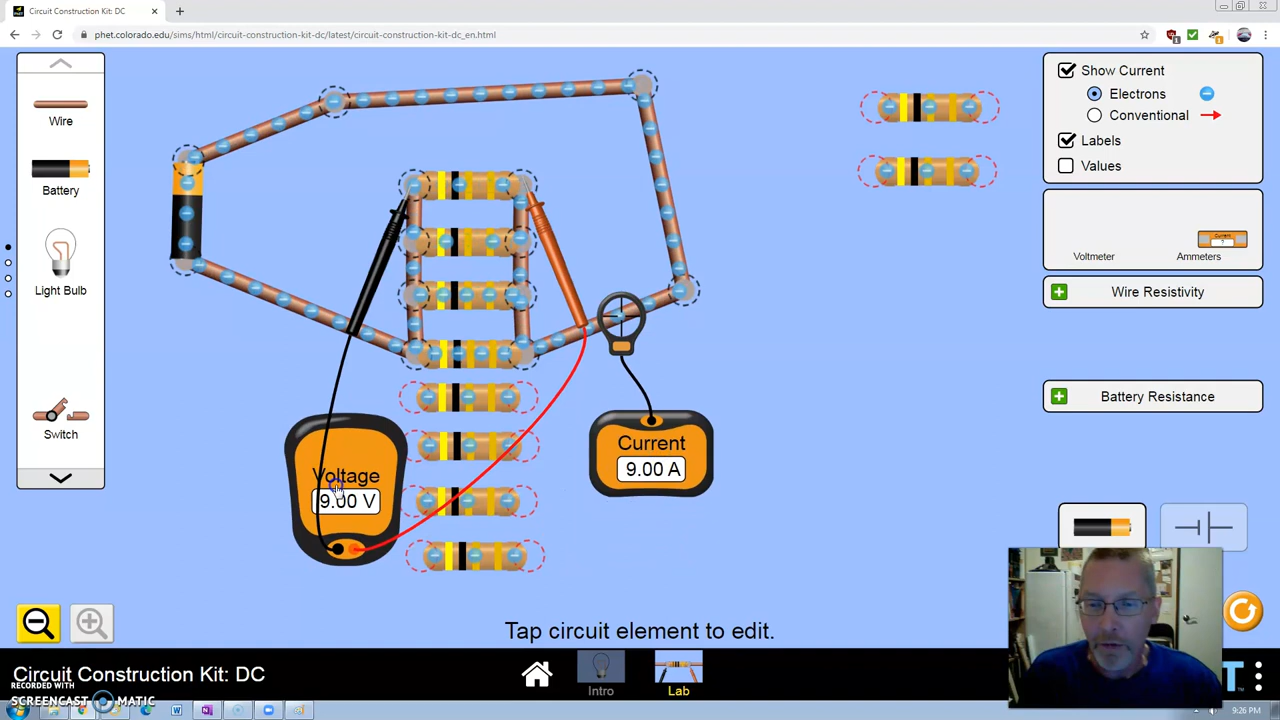 Circuit Construction Kit: DC
phet.colorado.edu/sims/html/circuit-construction-kit-dc/latest/circuit-construction-kit-dc_en.html
Wire
Battery
Light Bulb
Switch
Show Current
Electrons
Conventional
Labels
Values
Current
?
Voltmeter
Ammeters
Wire Resistivity
Battery Resistance
Voltage
9.00 V
Current
9.00 A
Tap circuit element to edit.
Circuit Construction Kit: DC
Intro
Lab
RECORDED WITH
SCREENCAST MATIC
9:26 PM